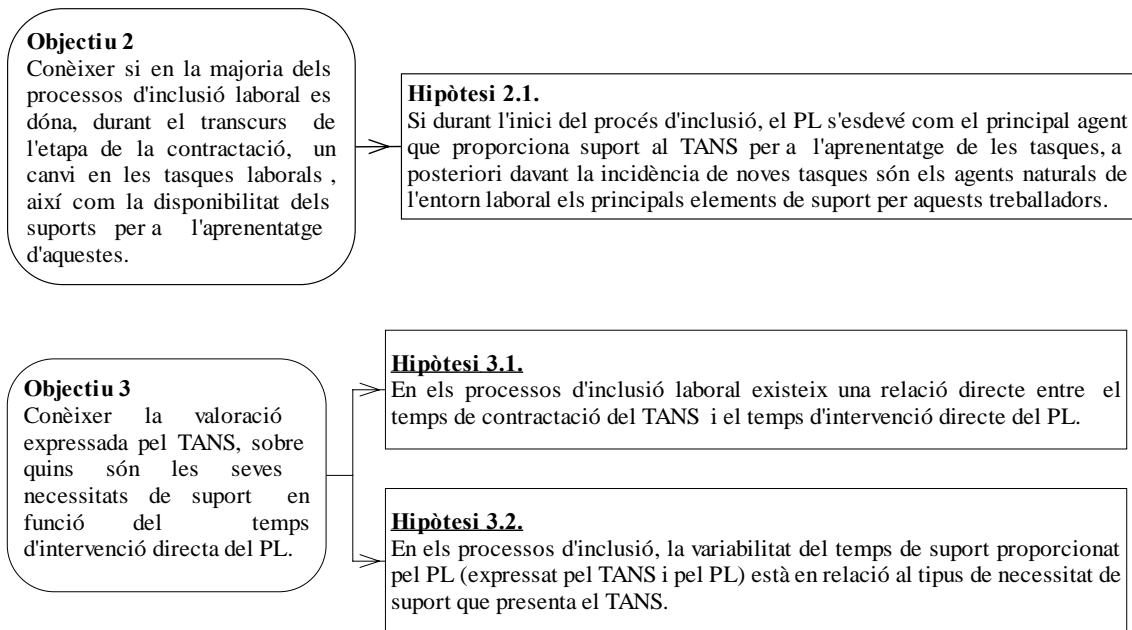 Objectiu 2
Conèixer si en la majoria dels
processos d'inclusió laboral es
dóna, durant el transcurs de
l'etapa de la contractació, un
canvi en les tasques laborals ,
així com la disponibilitat dels
suports per a l'aprenentatge
d'aquestes.
Hipòtesi 2.1.
Si durant l'inici del procés d'inclusió, el PL s'esdevé com el principal agent
que proporciona suport al TANS per a l'aprenentatge de les tasques, a
posteriori davant la incidència de noves tasques són els agents naturals de
l'entorn laboral els principals elements de suport per aquests treballadors.
Objectiu 3
Conèixer la valoració
expressada pel TANS, sobre
quins són les seves
necessitats de suport en
funció del temps
d'intervenció directa del PL.
Hipòtesi 3.1.
En els processos d'inclusió laboral existeix una relació directe entre el
temps de contractació del TANS i el temps d'intervenció directe del PL.
Hipòtesi 3.2.
En els processos d'inclusió, la variabilitat del temps de suport proporcionat
pel PL (expressat pel TANS i pel PL) està en relació al tipus de necessitat de
suport que presenta el TANS.